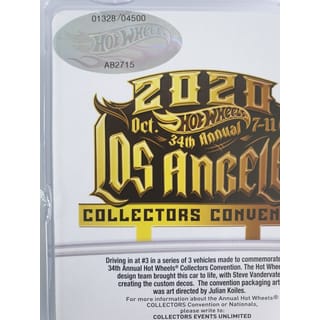 01328/04500
HOT WHEELS
AB2715
2020
Oct. HOT WHEELS 7-11
34th Annual
LOS ANGELE
COLLECTORS CONVEN
Driving in at #3 in a series of 3 vehicles made to commemorate
34th Annual Hot Wheels® Collectors Convention. The Hot Whee
design team brought this car to life, with Steve Vandervate
creating the custom decos. The convention packaging art
was art directed by Julian Koiles.
For more information about the Annual Hot Wheels®
Collectors Convention or Nationals,
please write to:
COLLECTORS EVENTS UNLIMITED